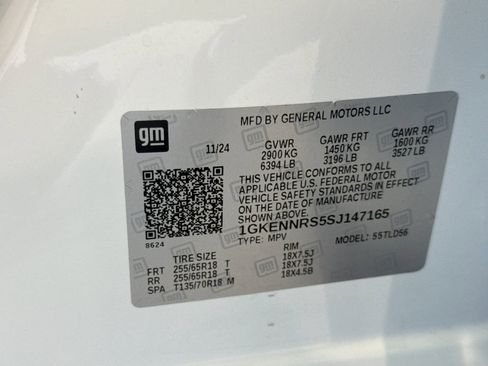 MFD BY GENERAL MOTORS LLC
gm
11/24 GVWR GAWR FRT GAWR RR
2900 KG 1450 KG 1600 KG
6394 LB 3196 LB 3527 LB
THIS VEHICLE CONFORMS TO ALL
APPLICABLE U.S. FEDERAL MOTOR
VEHICLE SAFETY STANDARDS IN EFFECT
ON THE DATE OF MANUFACTURE SHOWN ABOVE.
1GKENNRS5SJ147165
8624 TYPE: MPV MODEL: 5STLD56
TIRE SIZE RIM
FRT 255/65R18 T 18X7.5J
RR 255/65R18 T 18X7.5J
SPA T135/70R18 M 18X4.5B